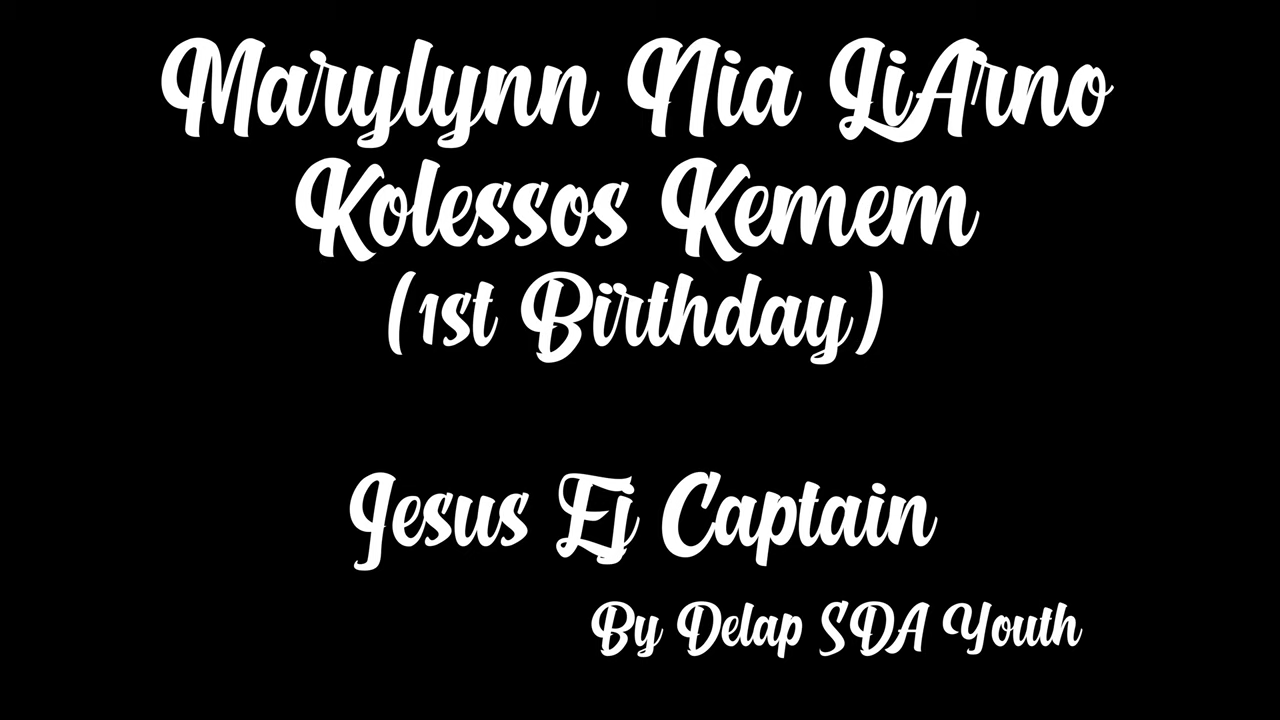 Marylynn Nia LiArno
Kolessos Kemem
(1st Birthday)
Jesus Ej Captain
By Delap SDA Youth